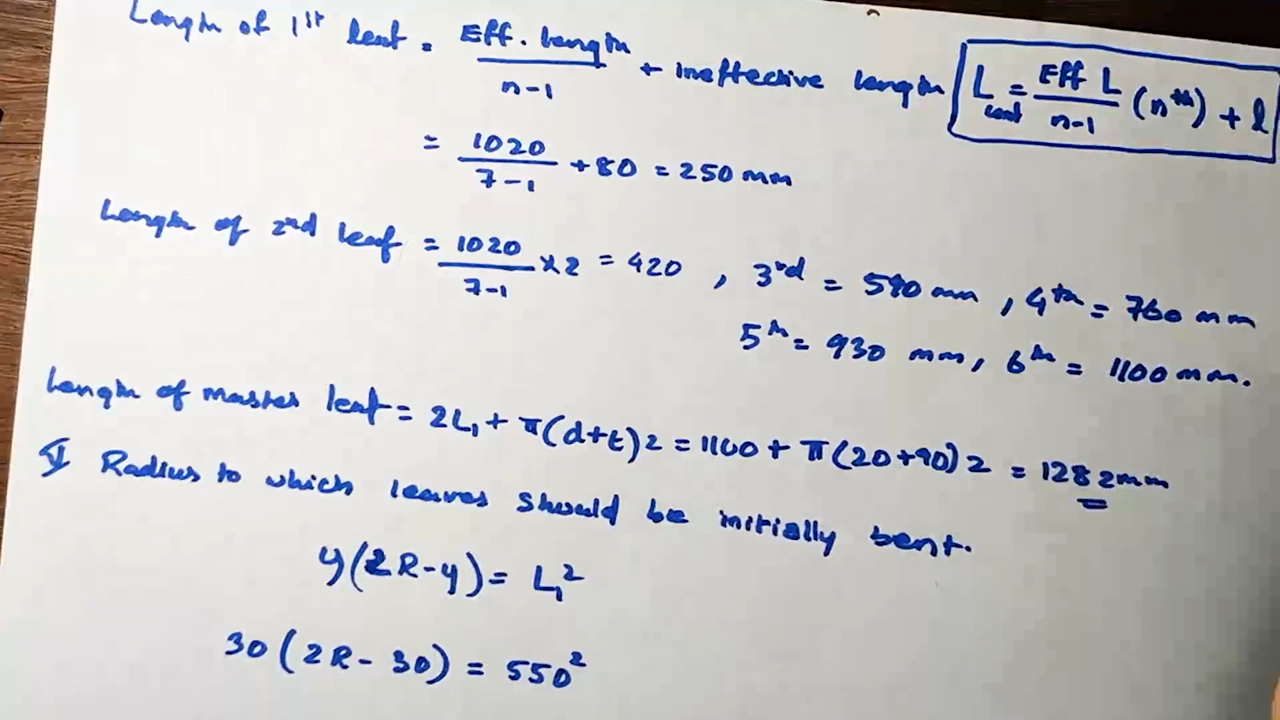 Length of 1st leaf = Eff. Length / n-1 + ineffective length
L cent = Eff L / n-1 (nth) + l
= 1020 / 7-1 + 80 = 250 mm
Length of 2nd leaf = 1020 / 7-1 × 2 = 420 , 3rd = 590 mm , 4th = 760 mm
5th = 930 mm, 6th = 1100 mm.
Length of master leaf = 2L₁ + π(d+t)2 = 1100 + π(20+90)2 = 1282mm
Radius to which leaves should be initially bent.
y(2R-y) = L₁²
30(2R-30) = 550²